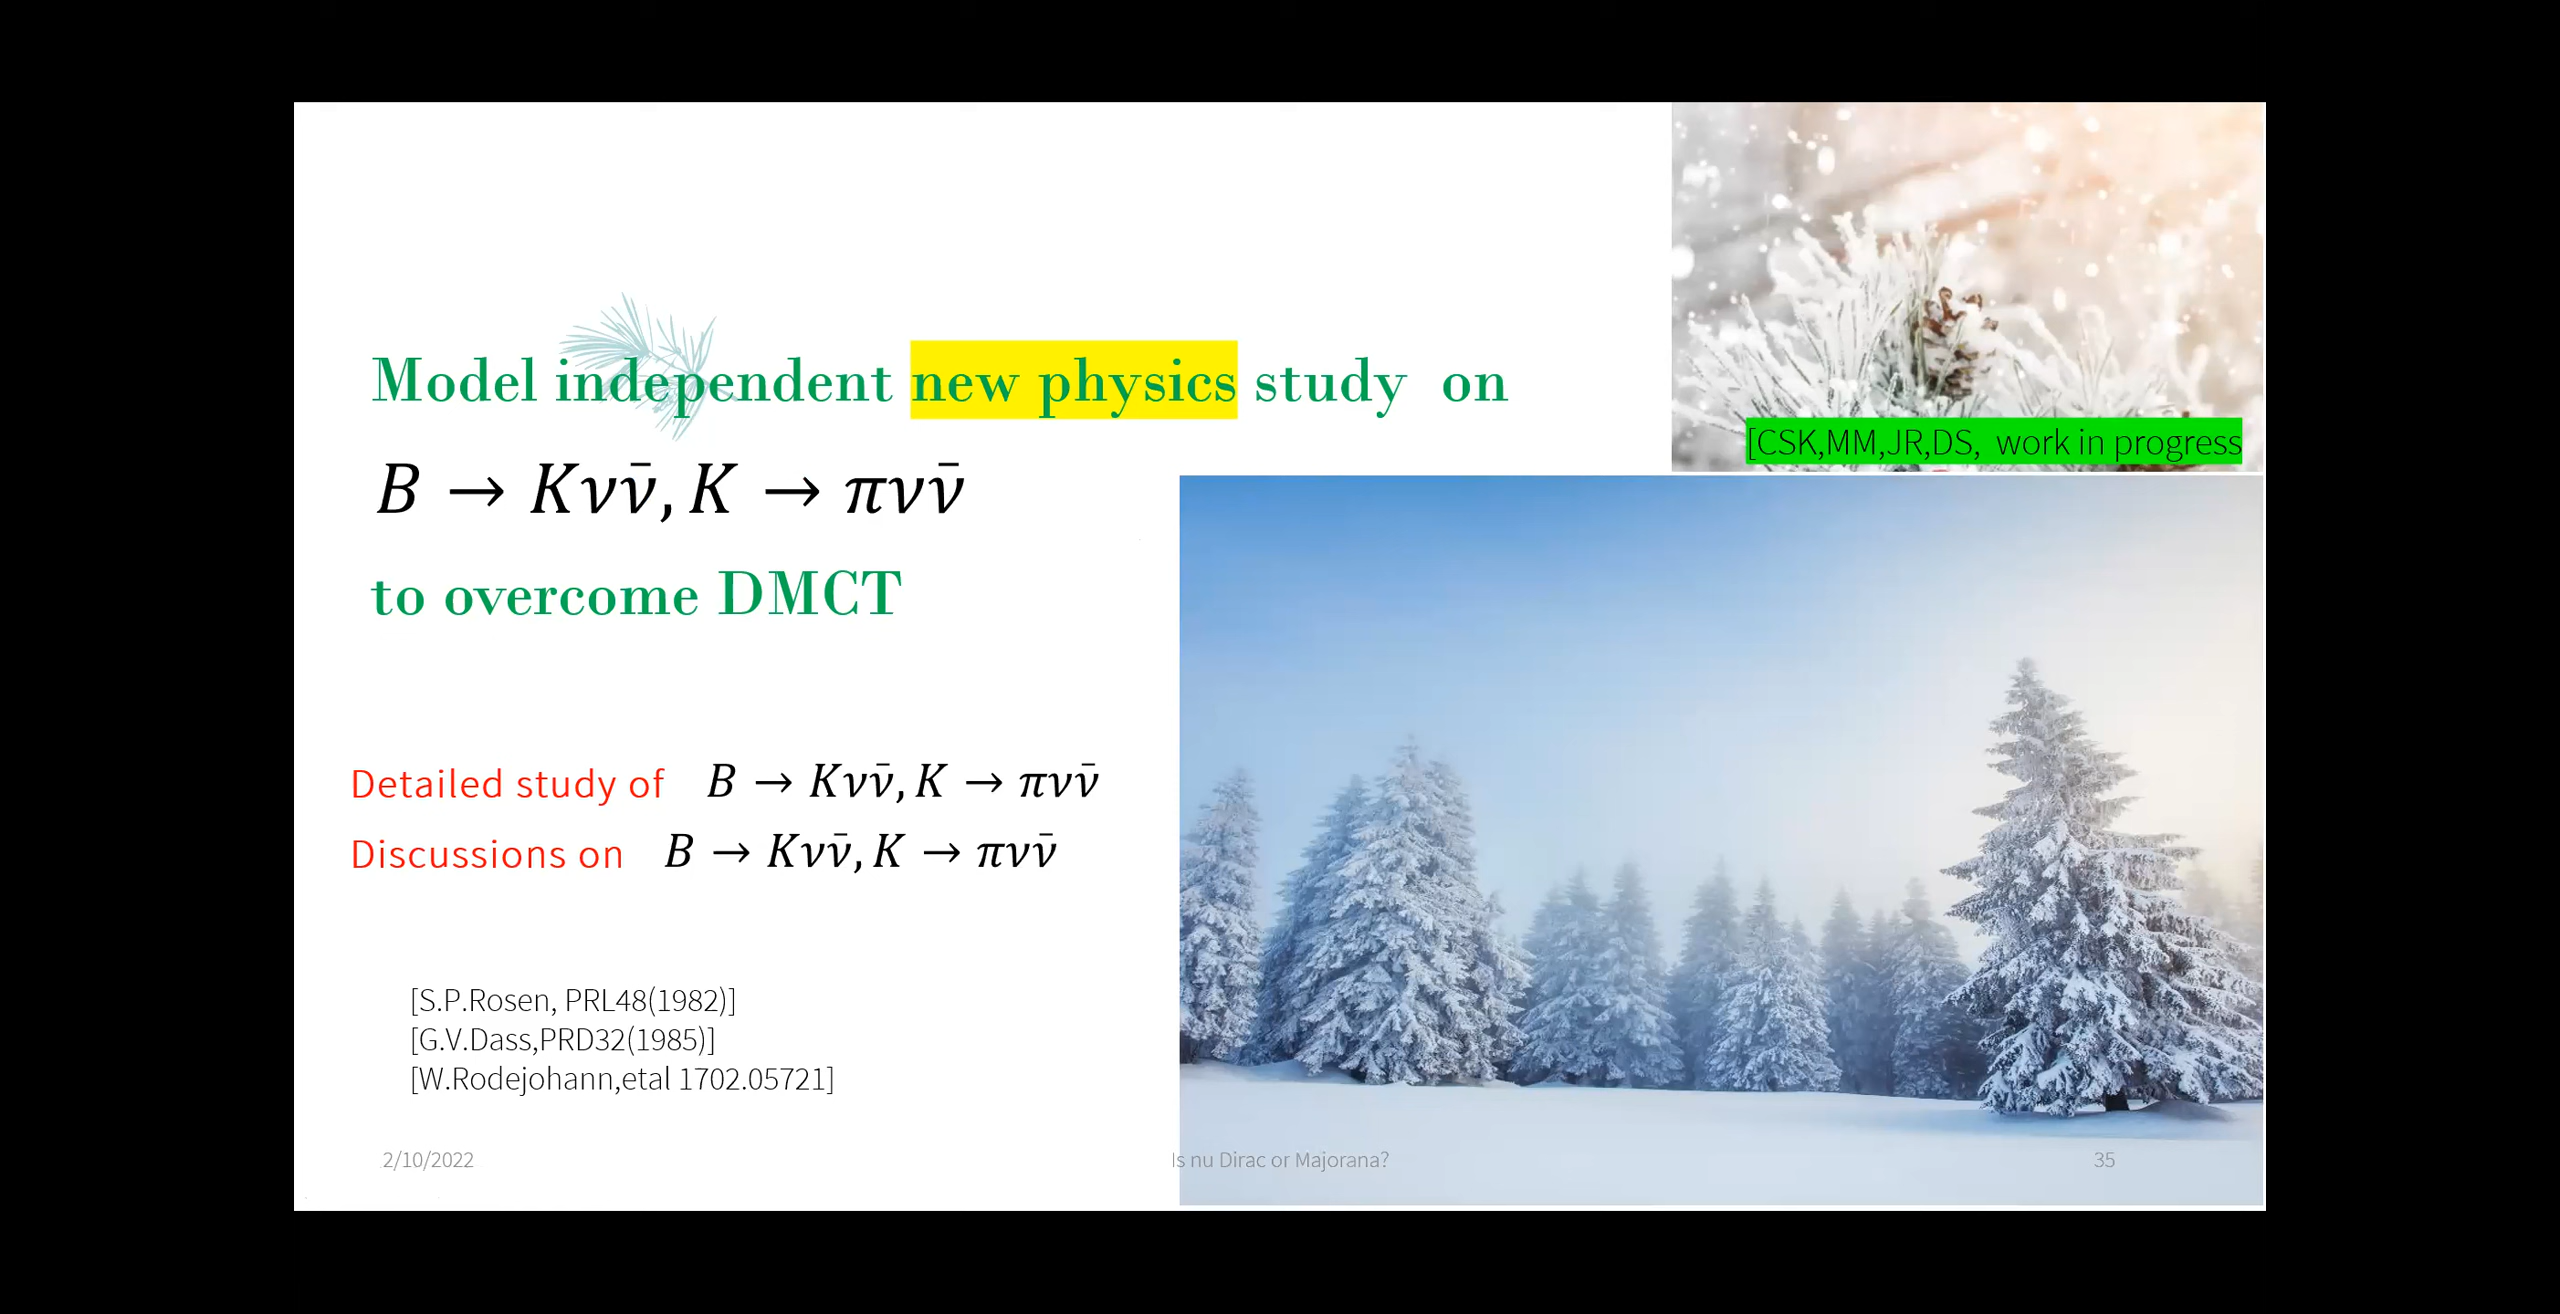 Model independent new physics study on
[CSK,MM,JR,DS, work in progress
B → Kνν̄, K → πνν̄
to overcome DMCT
Detailed study of B → Kνν̄, K → πνν̄
Discussions on B → Kνν̄, K → πνν̄
[S.P.Rosen, PRL48(1982)]
[G.V.Dass,PRD32(1985)]
[W.Rodejohann,etal 1702.05721]
2/10/2022 Is nu Dirac or Majorana? 35